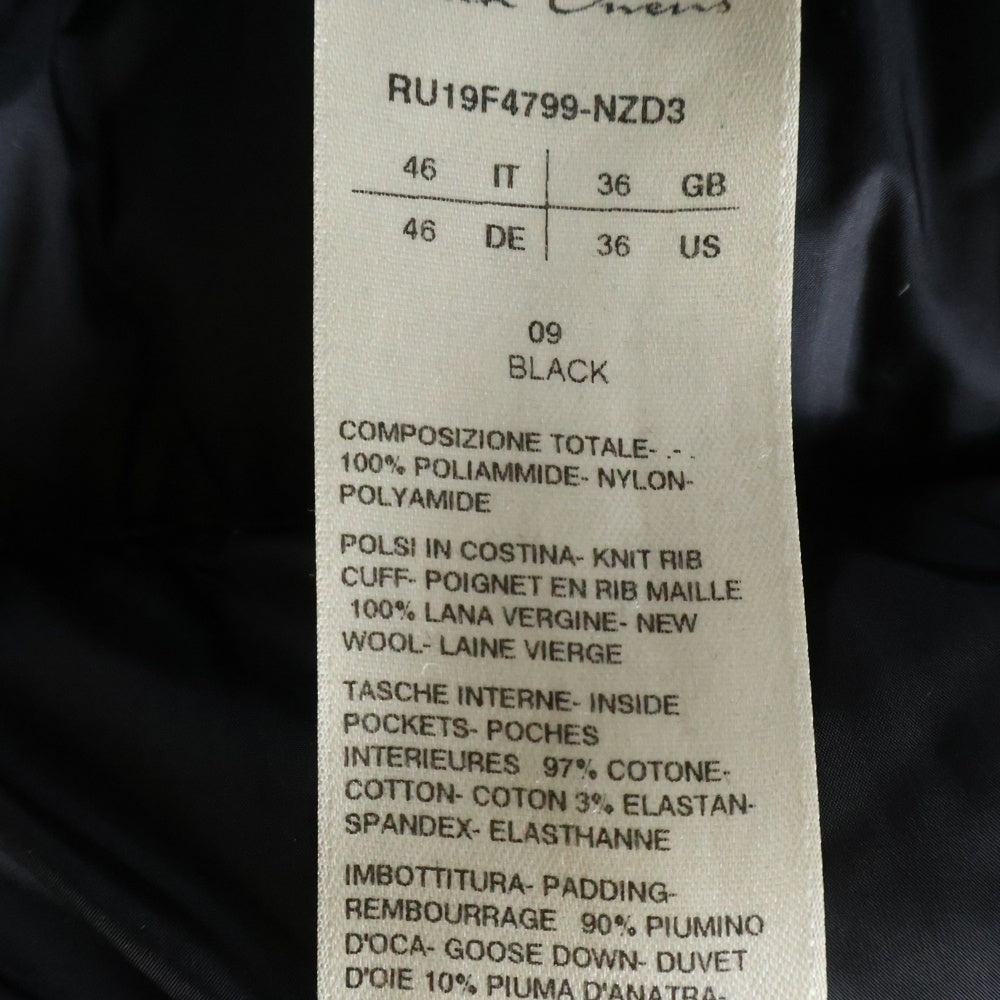 Owens
RU19F4799-NZD3
46 IT 36 GB
46 DE 36 US
09
BLACK
COMPOSIZIONE TOTALE- .- .
100% POLIAMMIDE- NYLON-
POLYAMIDE
POLSI IN COSTINA- KNIT RIB
CUFF- POIGNET EN RIB MAILLE
100% LANA VERGINE- NEW
WOOL- LAINE VIERGE
TASCHE INTERNE- INSIDE
POCKETS- POCHES
INTERIEURES 97% COTONE-
COTTON- COTON 3% ELASTAN-
SPANDEX- ELASTHANNE
IMBOTTITURA- PADDING-
REMBOURRAGE 90% PIUMINO
D'OCA- GOOSE DOWN- DUVET
D'OIE 10% PIUMA D'ANATRA-